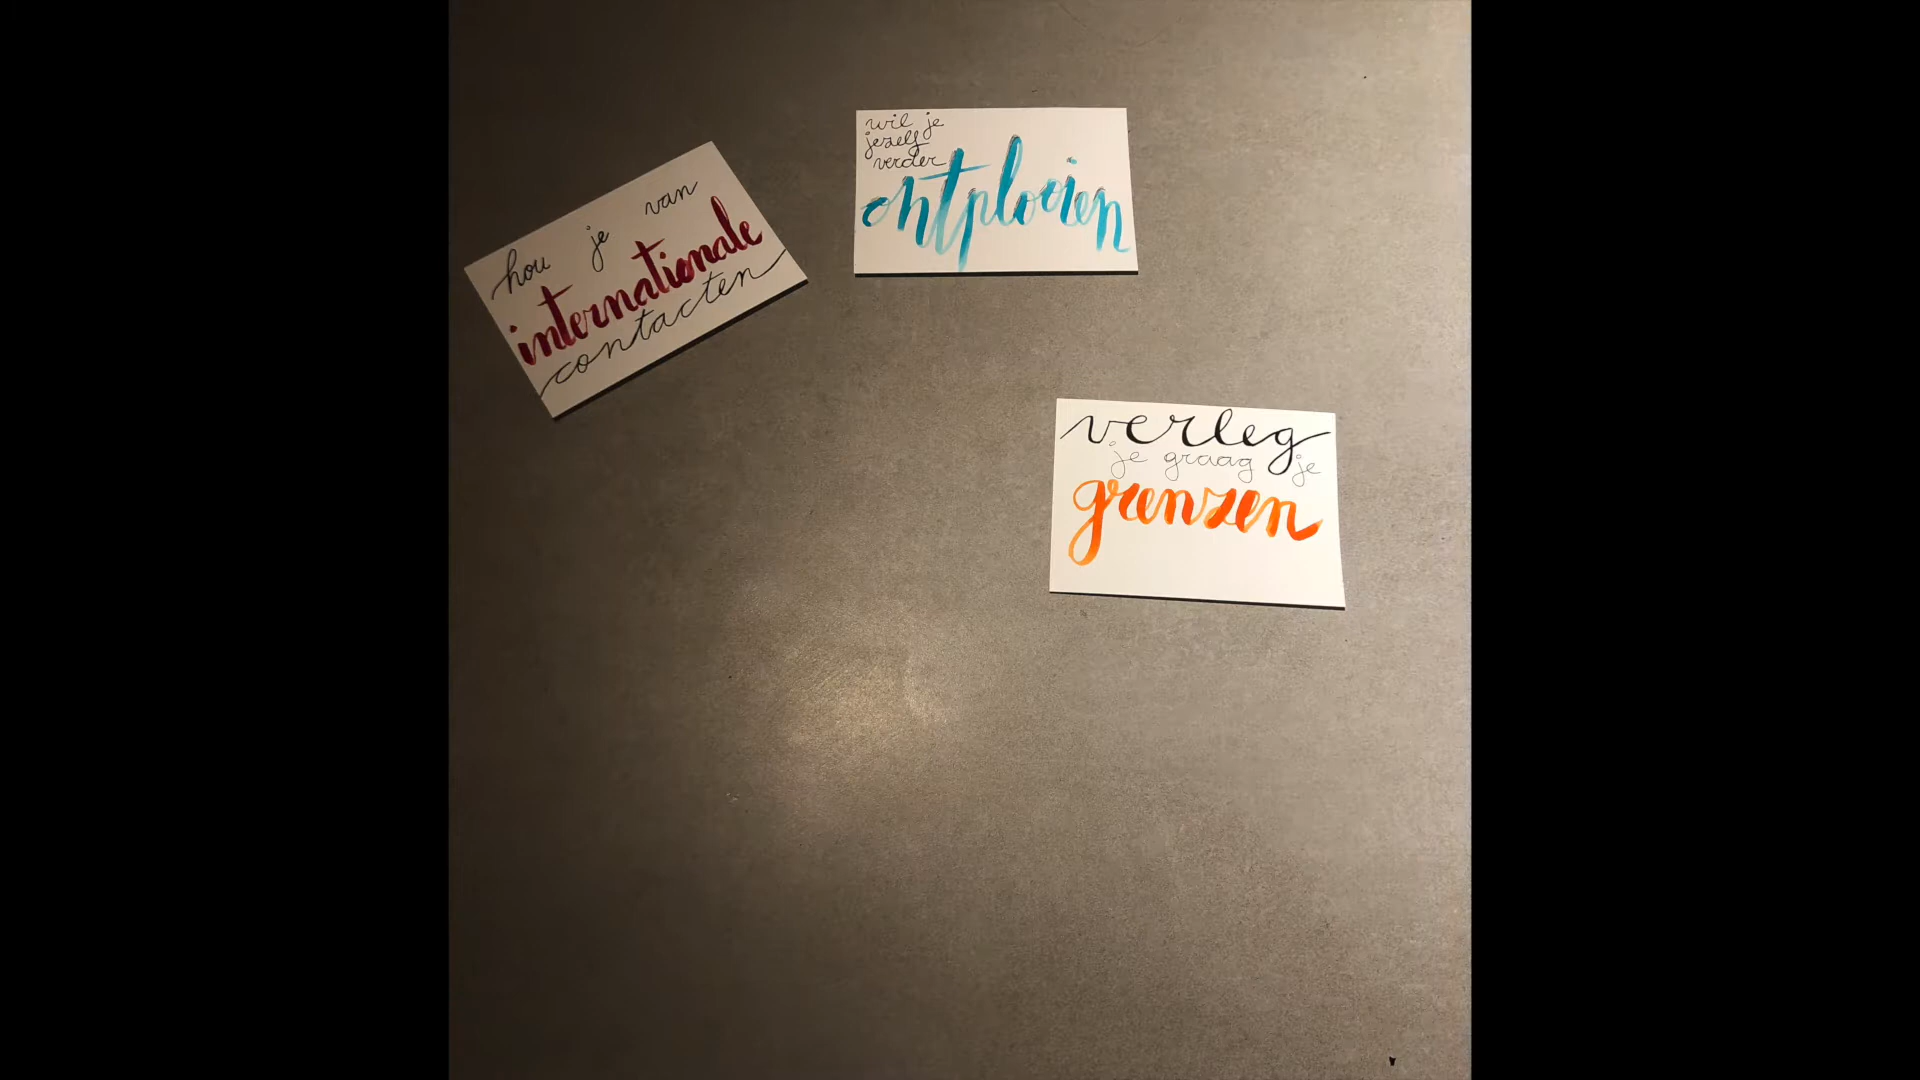 hou je van
internationale
contacten
wil je
jezelf
verder
ontplooien
verleg
je graag je
grenzen